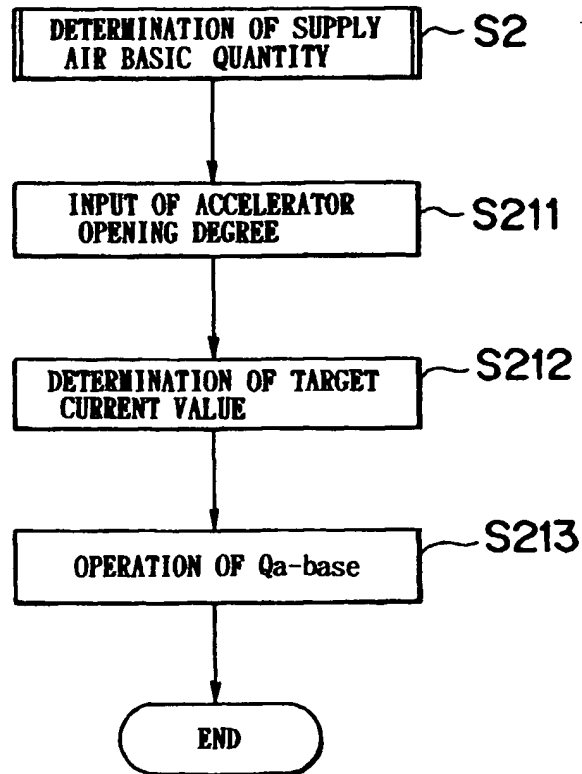 DETERMINATION OF SUPPLY
AIR BASIC QUANTITY
S2
INPUT OF ACCELERATOR
OPENING DEGREE
S211
DETERMINATION OF TARGET
CURRENT VALUE
S212
OPERATION OF Qa-base
S213
END